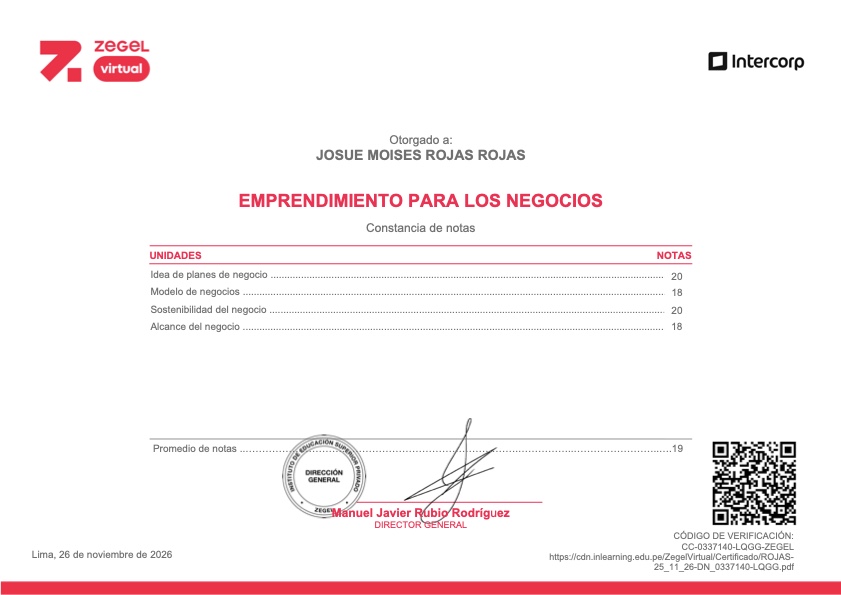 ZEGEL
virtual
Intercorp
Otorgado a:
JOSUE MOISES ROJAS ROJAS
EMPRENDIMIENTO PARA LOS NEGOCIOS
Constancia de notas
UNIDADES NOTAS
Idea de planes de negocio ........................................ 20
Modelo de negocios ........................................ 18
Sostenibilidad del negocio ........................................ 20
Alcance del negocio ........................................ 18
Promedio de notas ........................................ 19
INSTITUTO DE EDUCACIÓN SUPERIOR PRIVADO
DIRECCIÓN
GENERAL
ZEGEL
Manuel Javier Rubio Rodríguez
DIRECTOR GENERAL
Lima, 26 de noviembre de 2026
CÓDIGO DE VERIFICACIÓN:
CC-0337140-LQGG-ZEGEL
https://cdn.inlearning.edu.pe/ZegelVirtual/Certificado/ROJAS-
25_11_26-DN_0337140-LQGG.pdf